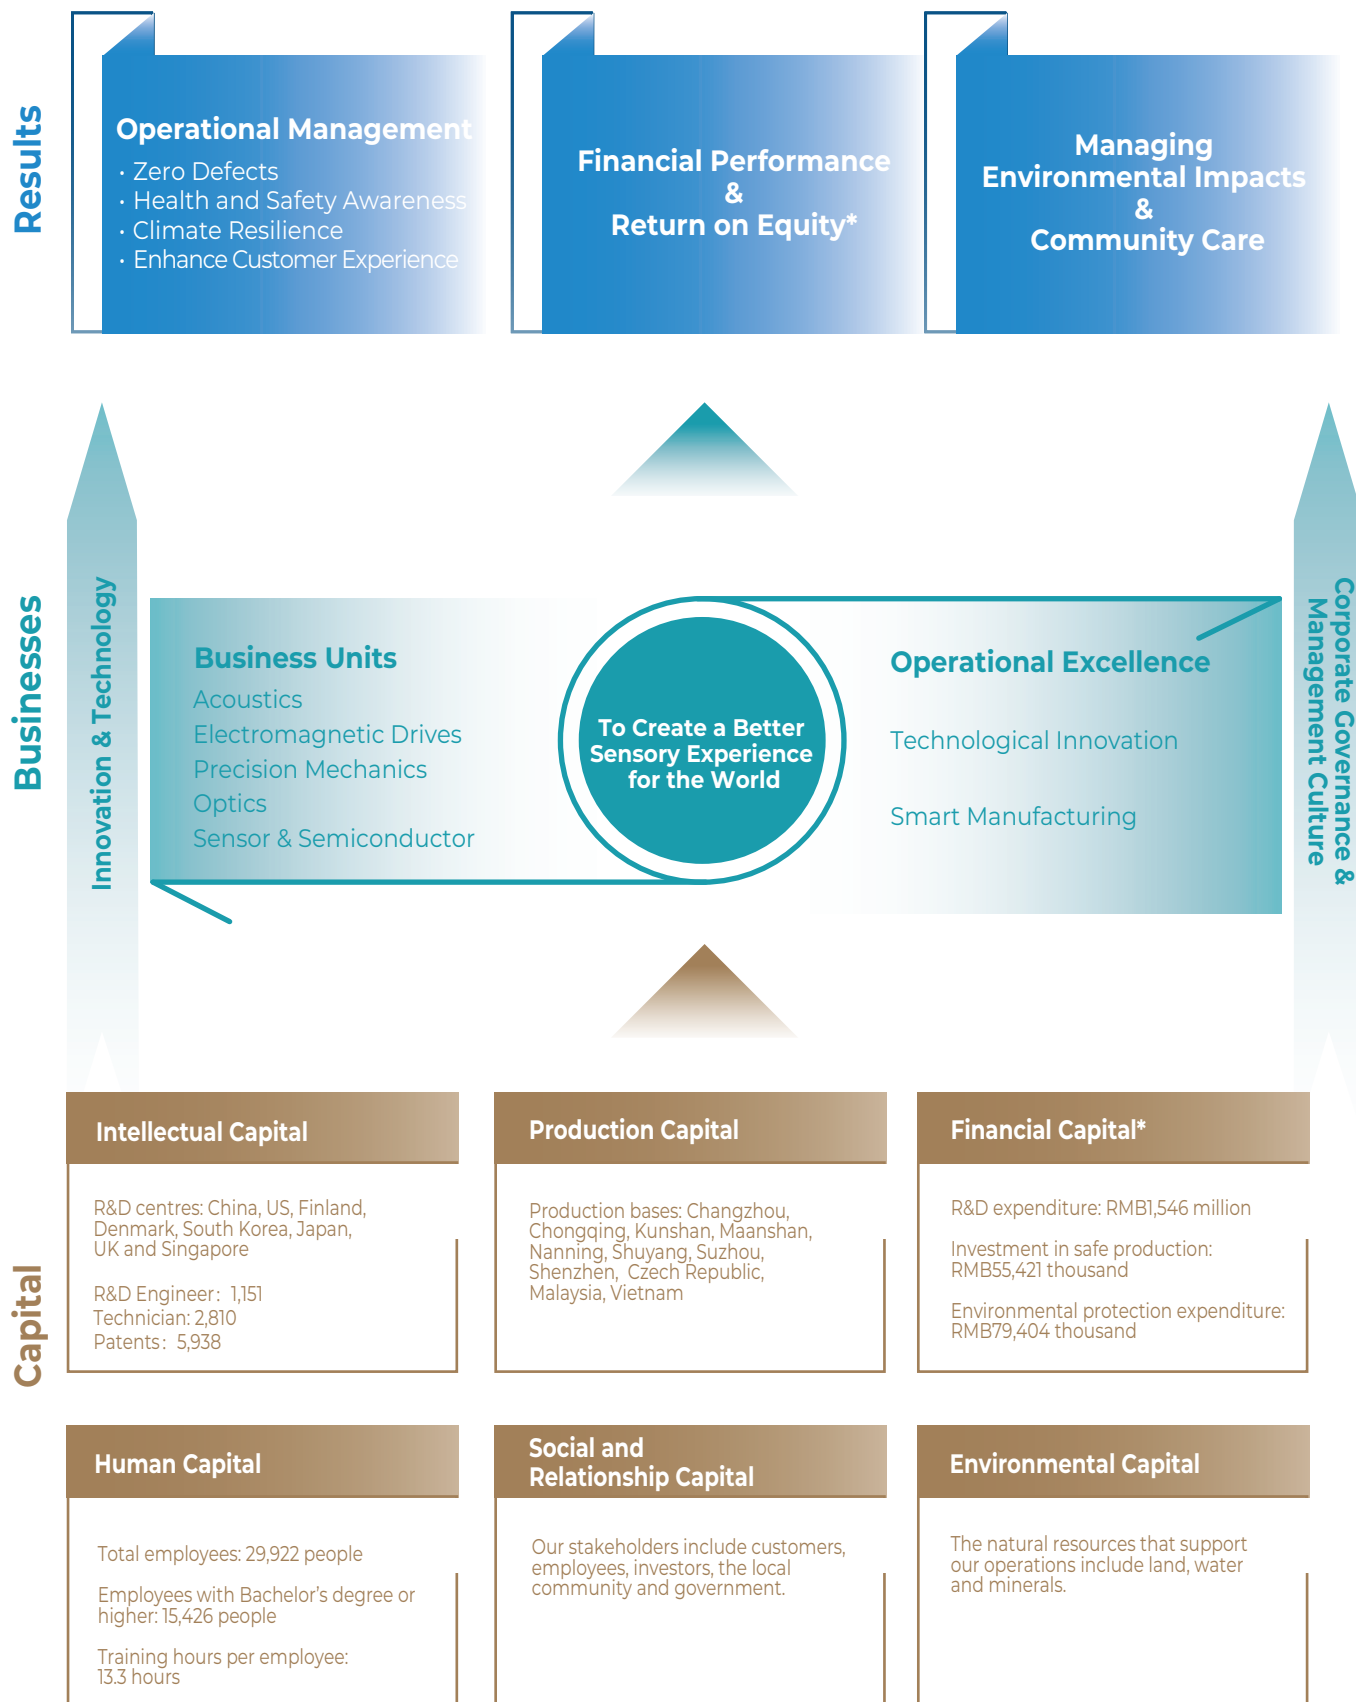 Results
Operational Management
· Zero Defects
· Health and Safety Awareness
· Climate Resilience
· Enhance Customer Experience
Financial Performance
&
Return on Equity*
Managing
Environmental Impacts
&
Community Care
Businesses
Innovation & Technology
Business Units
Acoustics
Electromagnetic Drives
Precision Mechanics
Optics
Sensor & Semiconductor
To Create a Better
Sensory Experience
for the World
Operational Excellence
Technological Innovation
Smart Manufacturing
Corporate Governance &
Management Culture
Capital
Intellectual Capital
R&D centres: China, US, Finland,
Denmark, South Korea, Japan,
UK and Singapore
R&D Engineer: 1,151
Technician: 2,810
Patents: 5,938
Production Capital
Production bases: Changzhou,
Chongqing, Kunshan, Maanshan,
Nanning, Shuyang, Suzhou,
Shenzhen, Czech Republic,
Malaysia, Vietnam
Financial Capital*
R&D expenditure: RMB1,546 million
Investment in safe production:
RMB55,421 thousand
Environmental protection expenditure:
RMB79,404 thousand
Human Capital
Total employees: 29,922 people
Employees with Bachelor's degree or
higher: 15,426 people
Training hours per employee:
13.3 hours
Social and
Relationship Capital
Our stakeholders include customers,
employees, investors, the local
community and government.
Environmental Capital
The natural resources that support
our operations include land, water
and minerals.